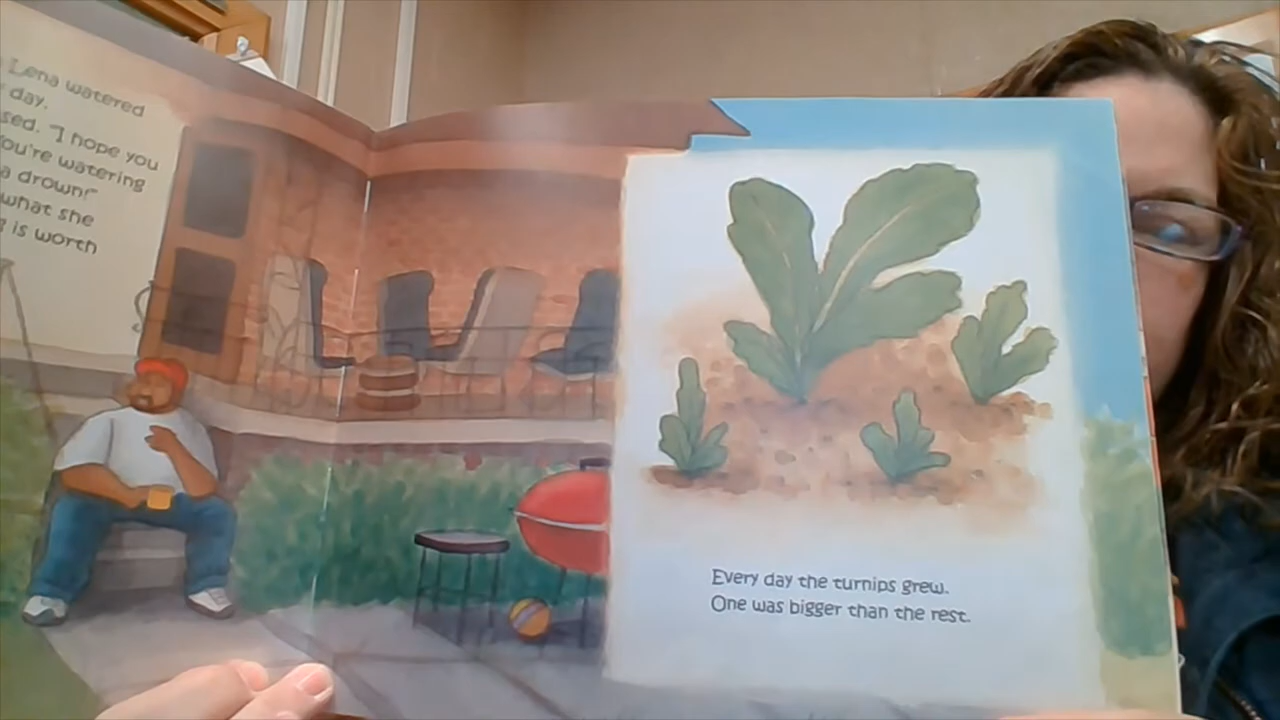 Lena watered
day.
sed. "I hope you
You're watering
a drown!"
what she
g is worth
Every day the turnips grew.
One was bigger than the rest.